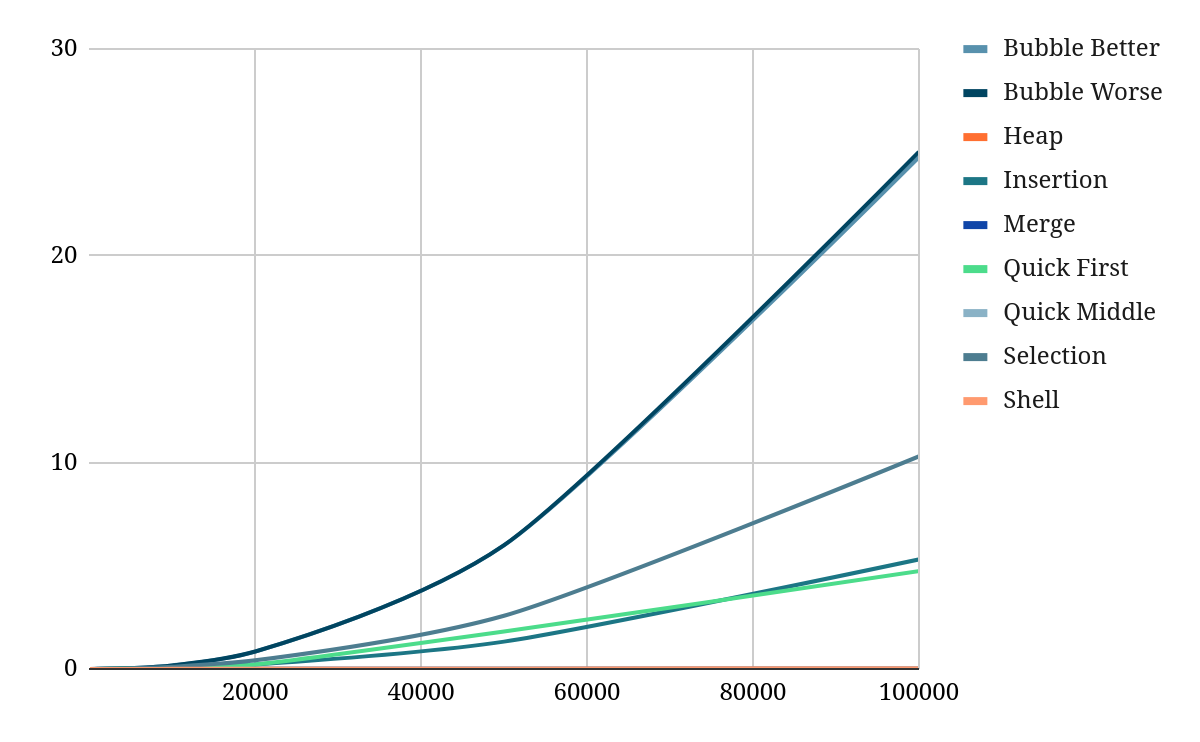 30
20
10
0
20000
40000
60000
80000
100000
Bubble Better
Bubble Worse
Heap
Insertion
Merge
Quick First
Quick Middle
Selection
Shell